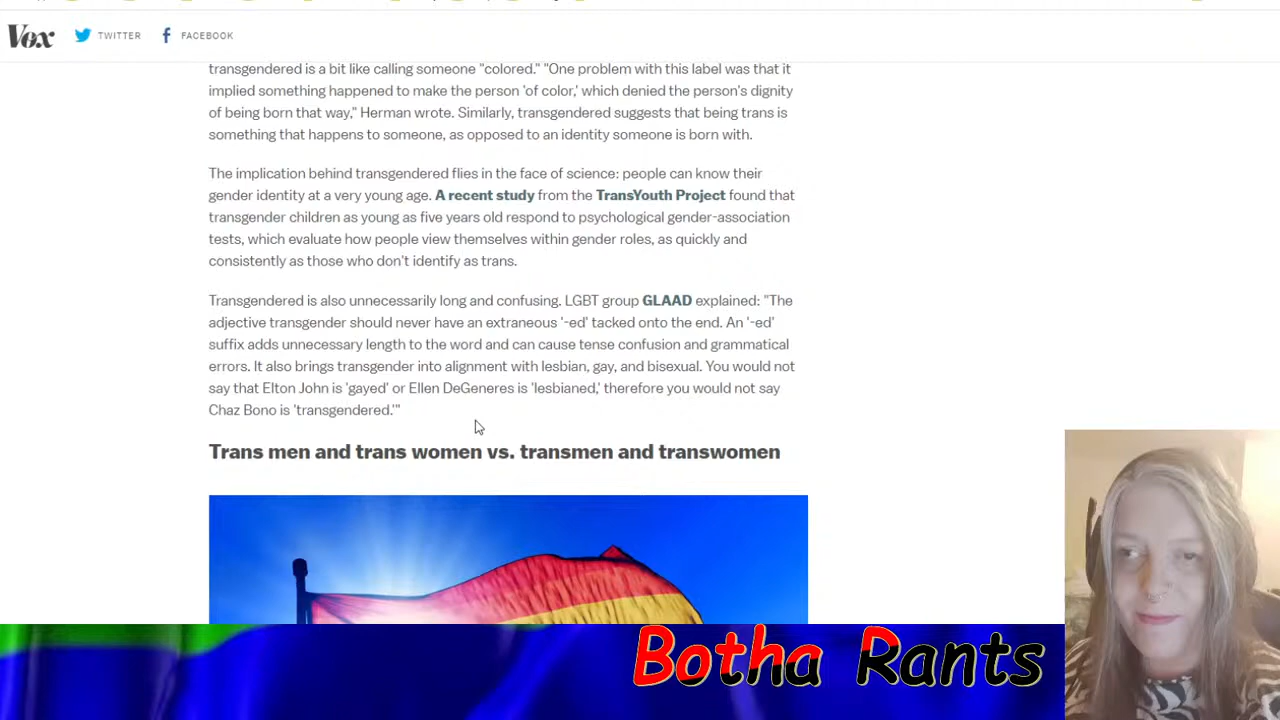 Vox TWITTER FACEBOOK
transgendered is a bit like calling someone "colored." "One problem with this label was that it
implied something happened to make the person 'of color,' which denied the person's dignity
of being born that way," Herman wrote. Similarly, transgendered suggests that being trans is
something that happens to someone, as opposed to an identity someone is born with.
The implication behind transgendered flies in the face of science: people can know their
gender identity at a very young age. A recent study from the TransYouth Project found that
transgender children as young as five years old respond to psychological gender-association
tests, which evaluate how people view themselves within gender roles, as quickly and
consistently as those who don't identify as trans.
Transgendered is also unnecessarily long and confusing. LGBT group GLAAD explained: "The
adjective transgender should never have an extraneous '-ed' tacked onto the end. An '-ed'
suffix adds unnecessary length to the word and can cause tense confusion and grammatical
errors. It also brings transgender into alignment with lesbian, gay, and bisexual. You would not
say that Elton John is 'gayed' or Ellen DeGeneres is 'lesbianed,' therefore you would not say
Chaz Bono is 'transgendered.'"
Trans men and trans women vs. transmen and transwomen
Botha Rants